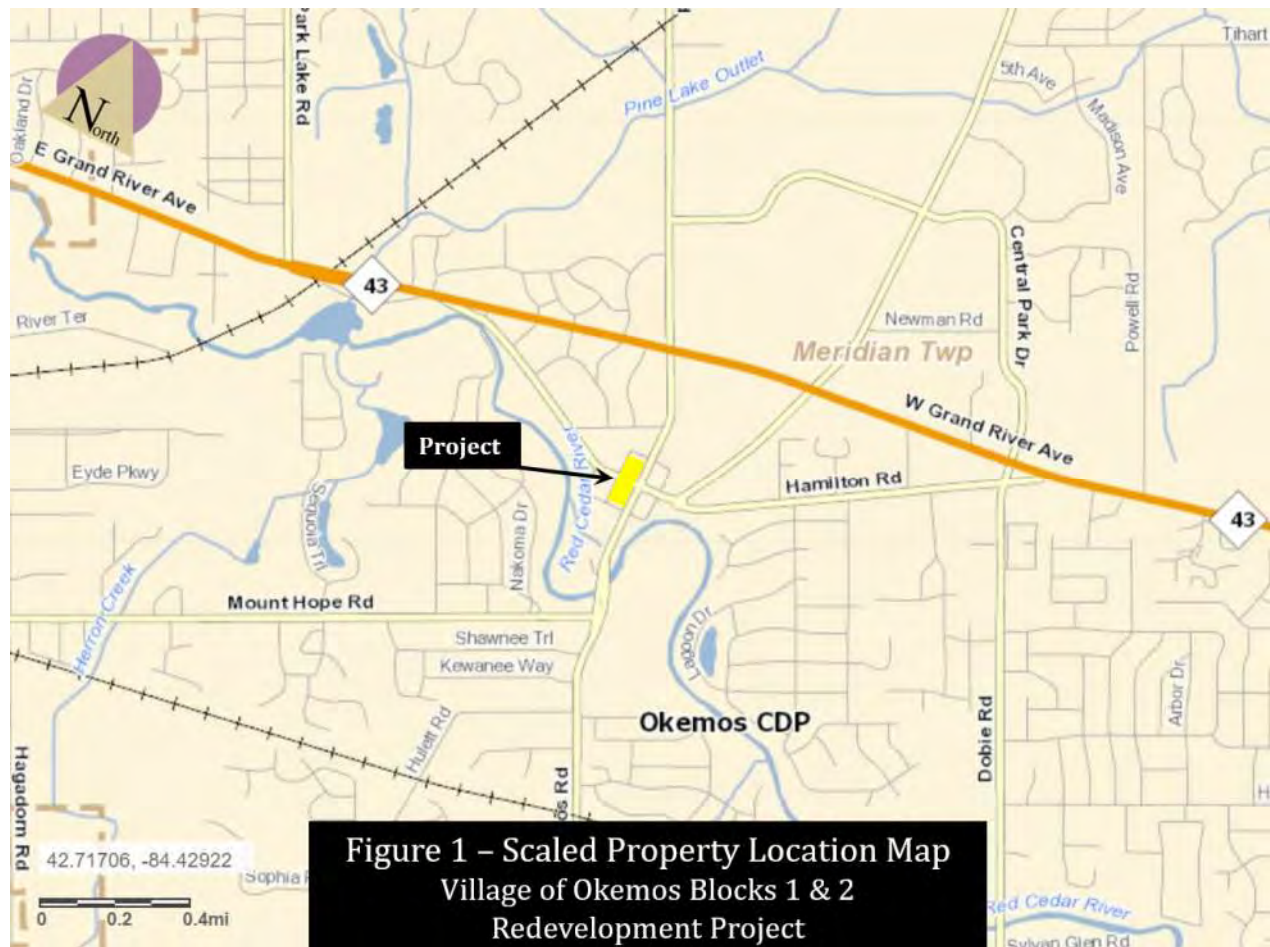 Tihart
Park Lake Rd
5th Ave
Pine Lake Outlet
Oakland Dr
North
Madison Ave
E Grand River Ave
Central Park Dr
43
Powell Rd
River Ter
Newman Rd
Meridian Twp
W Grand River Ave
Project
Eyde Pkwy
Hamilton Rd
Red Cedar River
Sequoia Trl
Nakoma Dr
43
Herron Creek
Mount Hope Rd
Shawnee Trl
Lagoon Dr
Kewanee Way
Arbor Dr
Okemos CDP
Hulett Rd
Dobie Rd
Hagadorn Rd
os Rd
H
42.71706, -84.42922
Sophia
0 0.2 0.4mi
Figure 1 – Scaled Property Location Map
Village of Okemos Blocks 1 & 2
Redevelopment Project
Red Cedar River
Sylvan Glen Rd